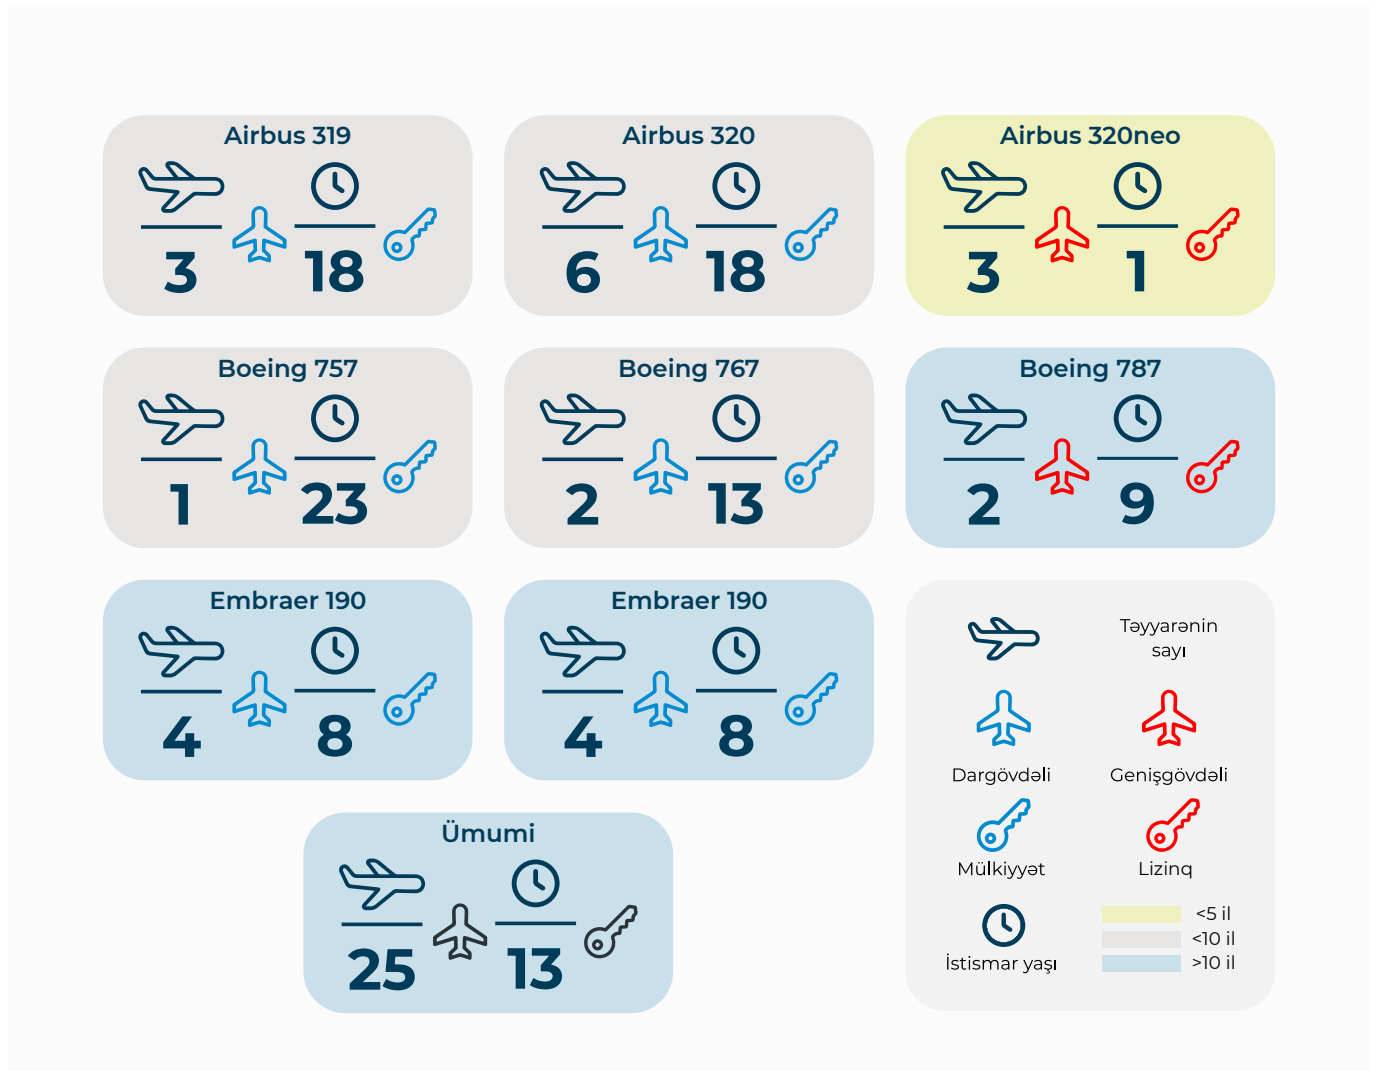 Airbus 319
3
18
Airbus 320
6
18
Airbus 320neo
3
1
Boeing 757
1
23
Boeing 767
2
13
Boeing 787
2
9
Embraer 190
4
8
Embraer 190
4
8
Ümumi
25
13
Təyyarənin
sayı
Dargövdəli
Genişgövdəli
Mülkiyyət
Lizinq
İstismar yaşı
<5 il
<10 il
>10 il